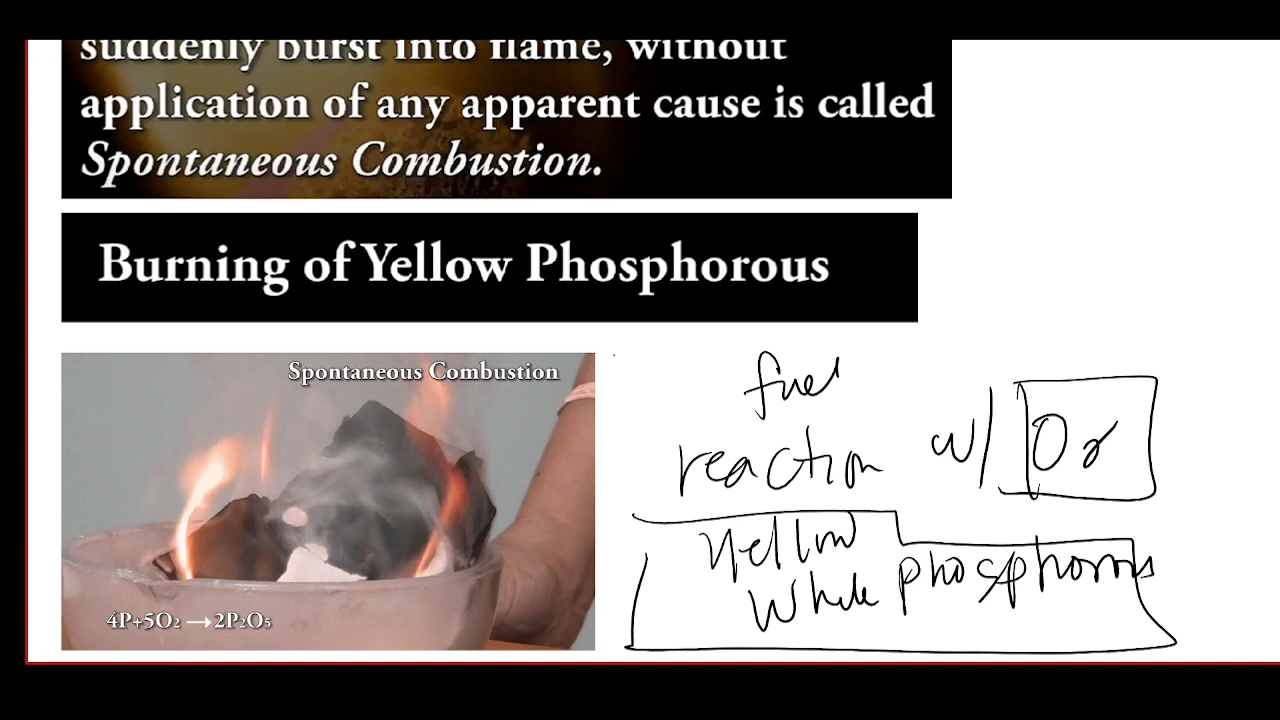 suddenly burst into flame, without
application of any apparent cause is called
Spontaneous Combustion.
Burning of Yellow Phosphorous
Spontaneous Combustion
4P+5O₂ → 2P₂O₅
fuel
reaction w/ O2
yellow
white phosphorous